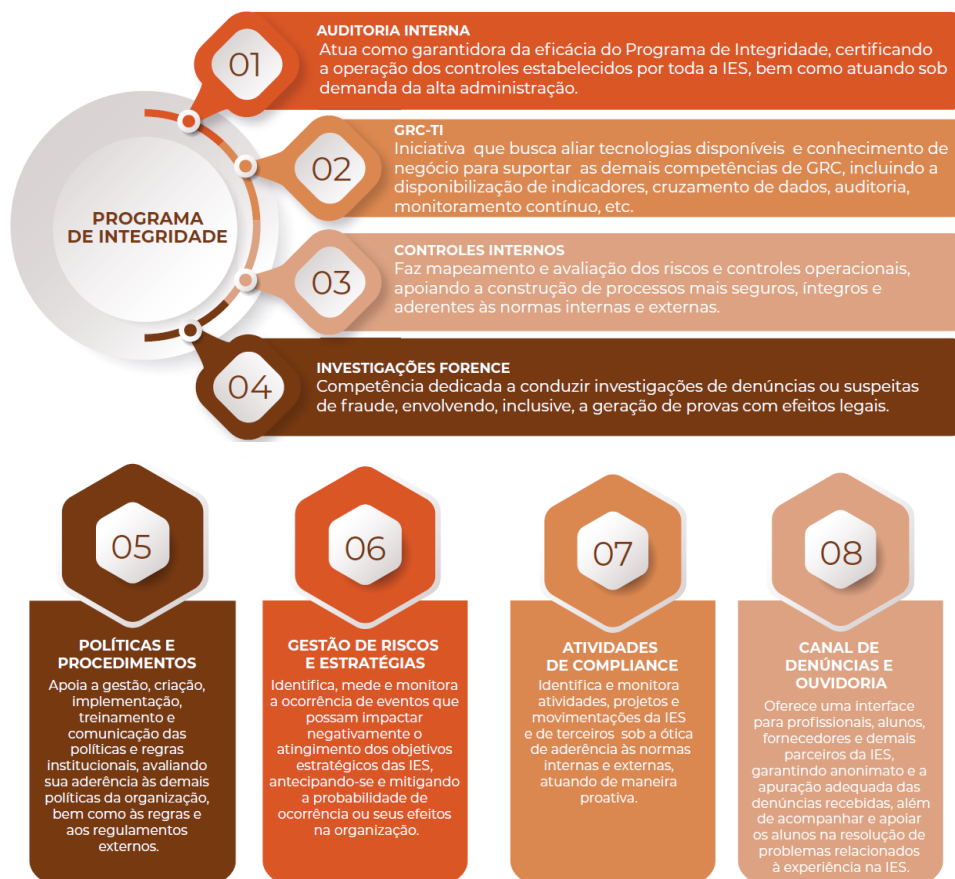 PROGRAMA
DE INTEGRIDADE
01
AUDITORIA INTERNA
Atua como garantidora da eficácia do Programa de Integridade, certificando
a operação dos controles estabelecidos por toda a IES, bem como atuando sob
demanda da alta administração.
02
GRC-TI
Iniciativa que busca aliar tecnologias disponíveis e conhecimento de
negócio para suportar as demais competências de GRC, incluindo a
disponibilização de indicadores, cruzamento de dados, auditoria,
monitoramento contínuo, etc.
03
CONTROLES INTERNOS
Faz mapeamento e avaliação dos riscos e controles operacionais,
apoiando a construção de processos mais seguros, íntegros e
aderentes às normas internas e externas.
04
INVESTIGAÇÕES FORENCE
Competência dedicada a conduzir investigações de denúncias ou suspeitas
de fraude, envolvendo, inclusive, a geração de provas com efeitos legais.
05
POLÍTICAS E
PROCEDIMENTOS
Apoia a gestão, criação,
implementação,
treinamento e
comunicação das
políticas e regras
institucionais, avaliando
sua aderência às demais
políticas da organização,
bem como às regras e
aos regulamentos
externos.
06
GESTÃO DE RISCOS
E ESTRATÉGIAS
Identifica, mede e monitora
a ocorrência de eventos que
possam impactar
negativamente o
atingimento dos objetivos
estratégicos das IES,
antecipando-se e mitigando
a probabilidade de
ocorrência ou seus efeitos
na organização.
07
ATIVIDADES
DE COMPLIANCE
Identifica e monitora
atividades, projetos e
movimentações da IES
e de terceiros sob a ótica
de aderência às normas
internas e externas,
atuando de maneira
proativa.
08
CANAL DE
DENÚNCIAS E
OUVIDORIA
Oferece uma interface
para profissionais, alunos,
fornecedores e demais
parceiros da IES,
garantindo anonimato e a
apuração adequada das
denúncias recebidas, além
de acompanhar e apoiar
os alunos na resolução de
problemas relacionados
à experiência na IES.